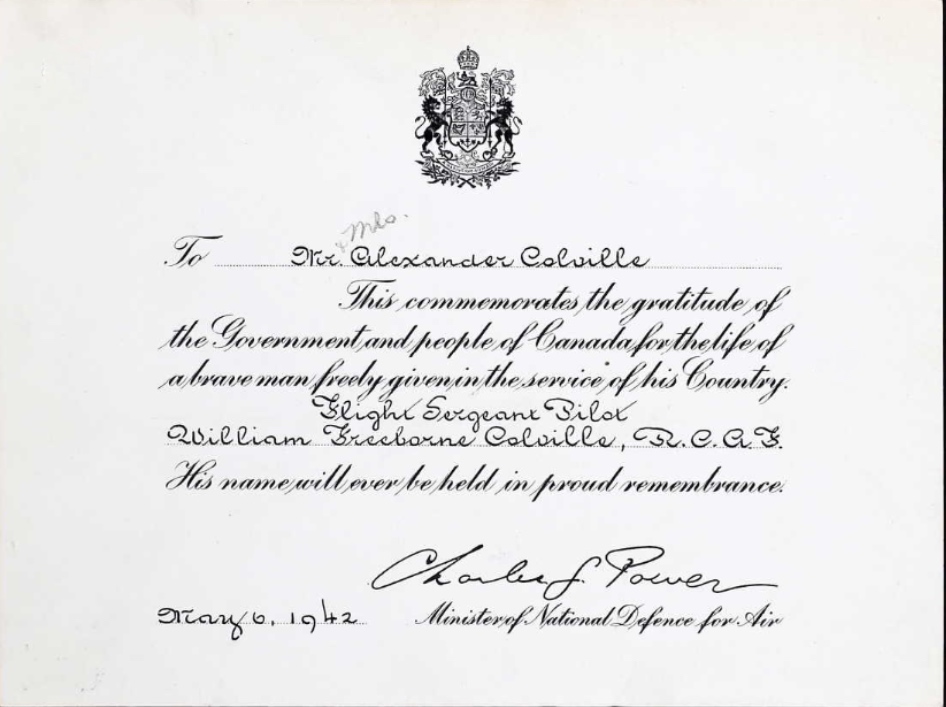 & Mrs.
To Mr. Alexander Colville
This commemorates the gratitude of
the Government and people of Canada for the life of
a brave man freely given in the service of his Country.
Flight Sergeant Pilot
William Freeborne Colville, R.C.A.F.
His name will ever be held in proud remembrance.
Charles G. Power
May 6, 1942 Minister of National Defence for Air